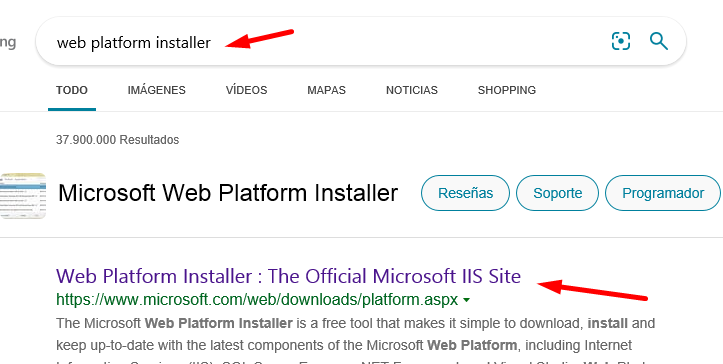 ng
web platform installer
TODO IMÁGENES VÍDEOS MAPAS NOTICIAS SHOPPING
37.900.000 Resultados
Microsoft Web Platform Installer Reseñas Soporte Programador
Web Platform Installer : The Official Microsoft IIS Site
https://www.microsoft.com/web/downloads/platform.aspx
The Microsoft Web Platform Installer is a free tool that makes it simple to download, install and
keep up-to-date with the latest components of the Microsoft Web Platform, including Internet